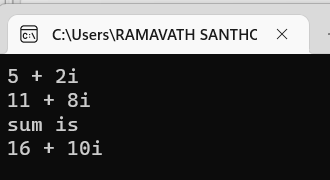 C:\Users\RAMAVATH SANTHC
5 + 2i
11 + 8i
sum is
16 + 10i